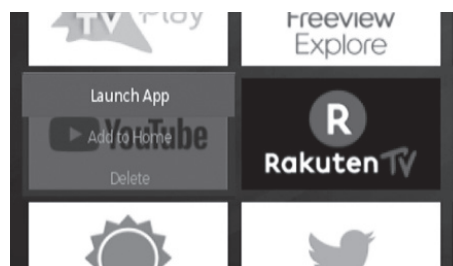 TV Play
Freeview
Explore
Launch App
YouTube
Add to Home
Delete
R
Rakuten TV